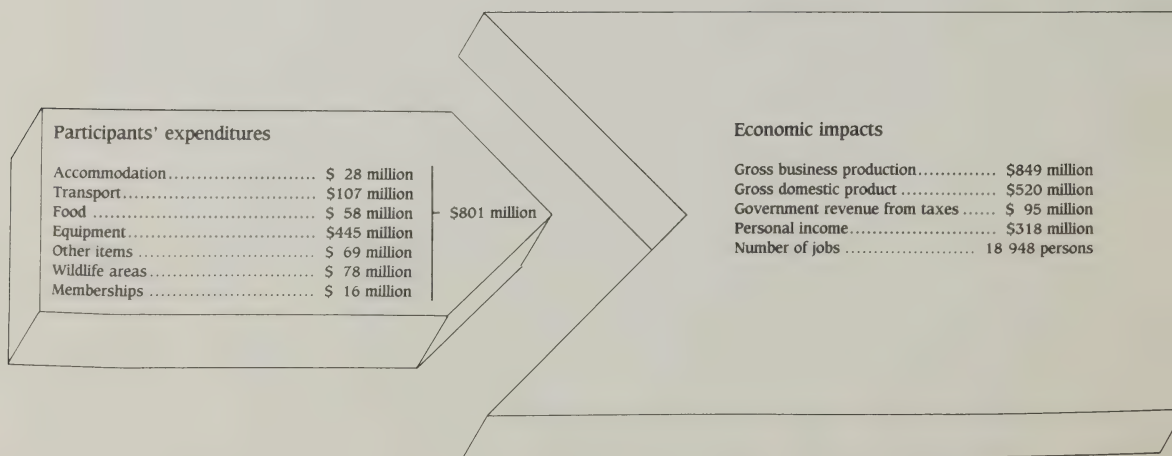 Participants' expenditures
Accommodation.............................. $ 28 million
Transport....................................... $107 million
Food ............................................. $ 58 million
Equipment..................................... $445 million
Other items ................................... $ 69 million
Wildlife areas................................. $ 78 million
Memberships ................................ $ 16 million
$801 million
Economic impacts
Gross business production.............. $849 million
Gross domestic product ................. $520 million
Government revenue from taxes ...... $ 95 million
Personal income............................ $318 million
Number of jobs ........................ 18 948 persons